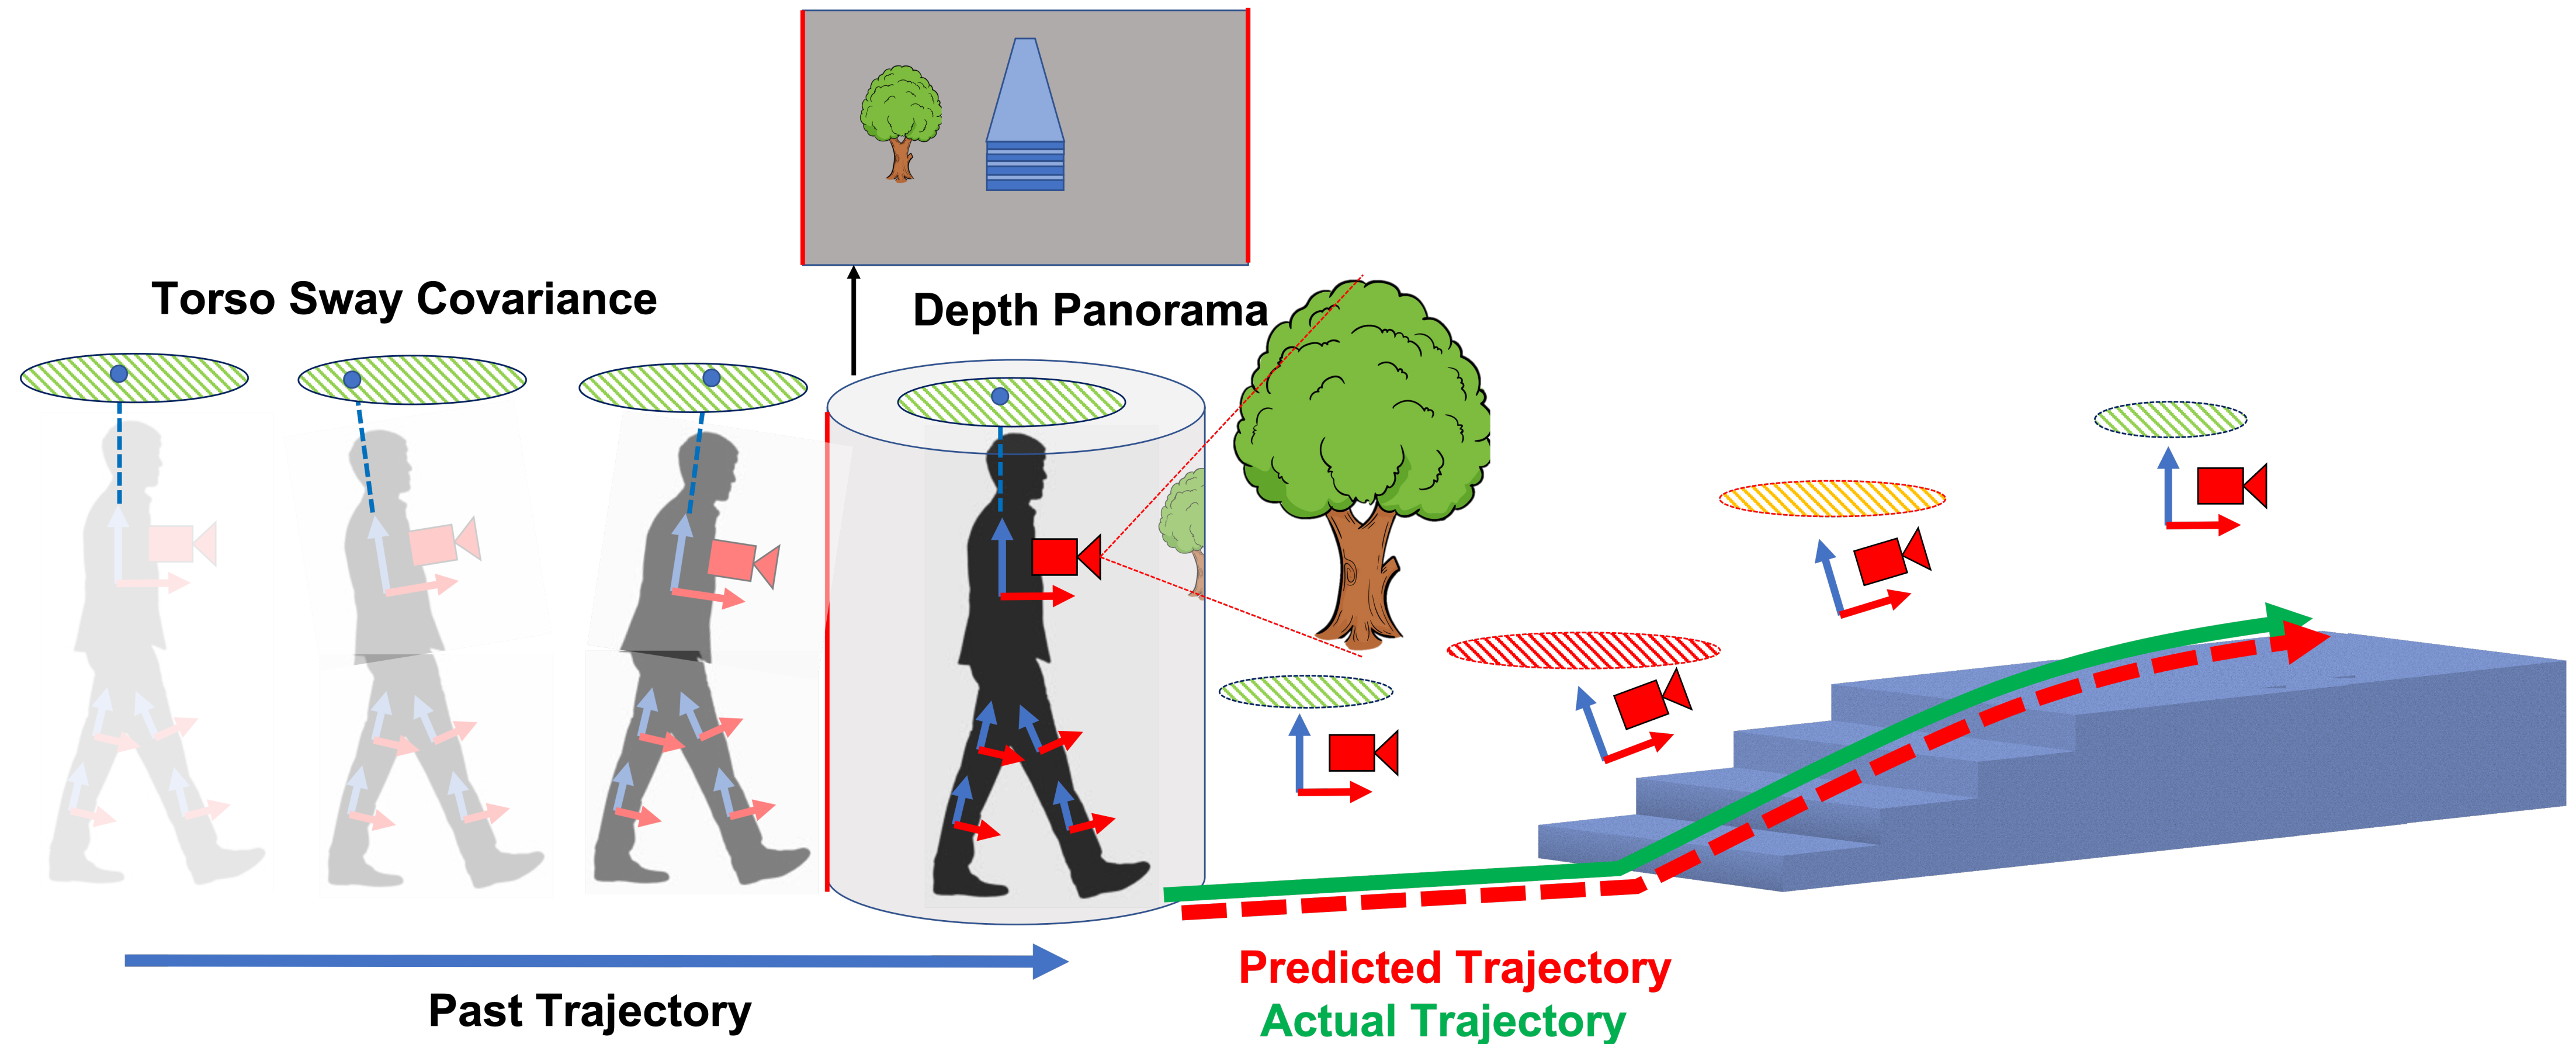 Torso Sway Covariance
Depth Panorama
Past Trajectory
Predicted Trajectory
Actual Trajectory